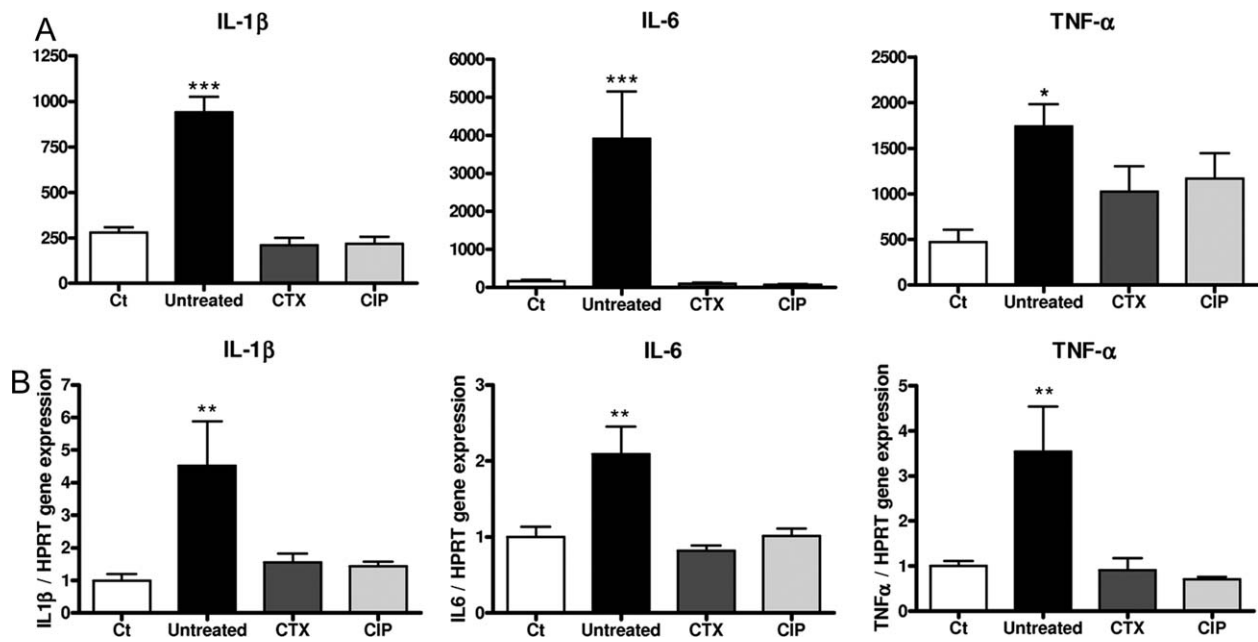 A
IL-1β
1250
1000
750
500
250
0
***
Ct
Untreated
CTX
CIP
IL-6
6000
5000
4000
3000
2000
1000
0
***
Ct
Untreated
CTX
CIP
TNF-α
2500
2000
1500
1000
500
0
*
Ct
Untreated
CTX
CIP
B
IL-1β
IL1β / HPRT gene expression
7
6
5
4
3
2
1
0
**
Ct
Untreated
CTX
CIP
IL-6
IL6 / HPRT gene expression
3
2
1
0
**
Ct
Untreated
CTX
CIP
TNF-α
TNFα / HPRT gene expression
5
4
3
2
1
0
**
Ct
Untreated
CTX
CIP